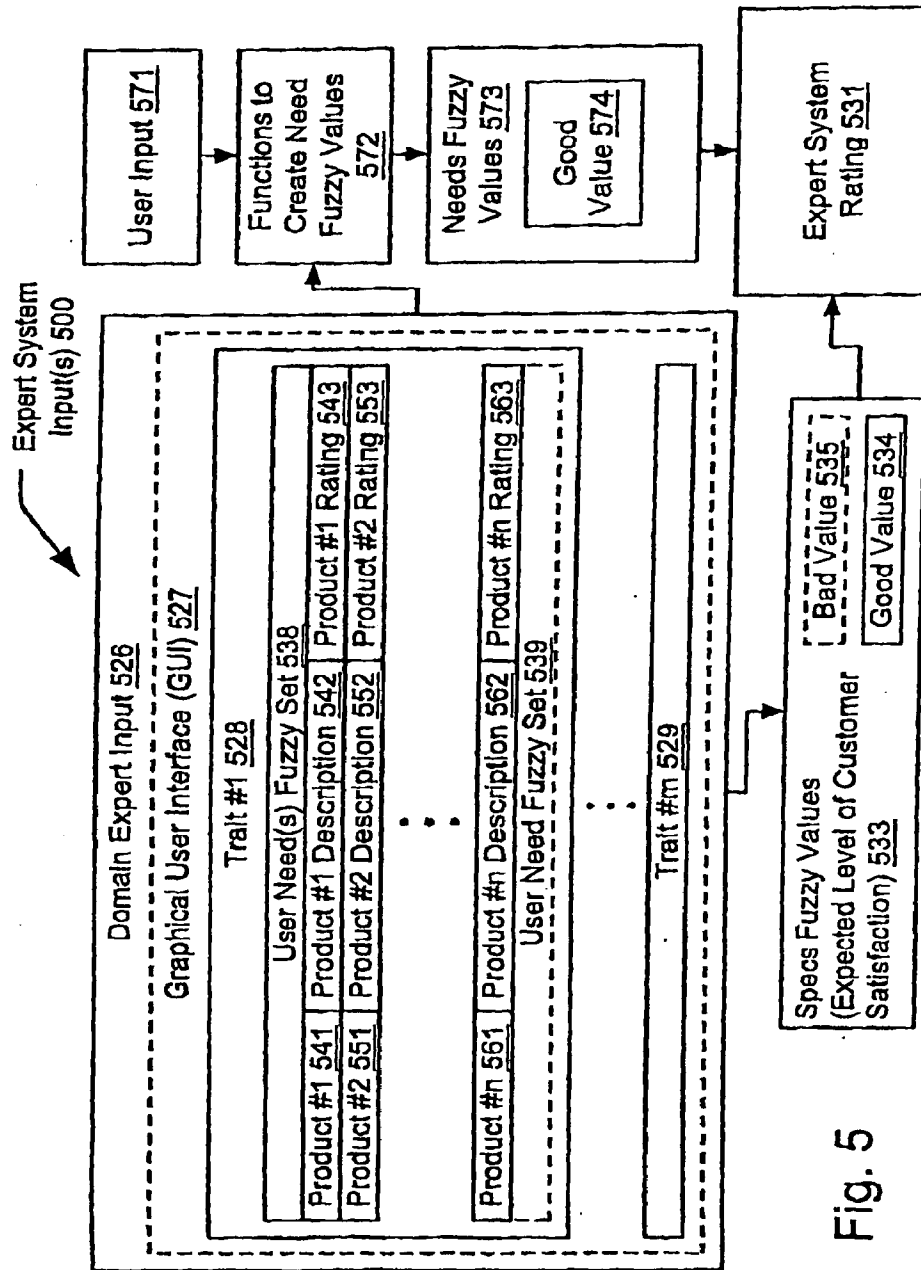 Expert System
Input(s) 500
Domain Expert Input 526
Graphical User Interface (GUI) 527
Trait #1 528
User Need(s) Fuzzy Set 538
Product #1 541 Product #1 Description 542 Product #1 Rating 543
Product #2 551 Product #2 Description 552 Product #2 Rating 553
Product #n 561 Product #n Description 562 Product #n Rating 563
User Need Fuzzy Set 539
Trait #m 529
User Input 571
Functions to
Create Need
Fuzzy Values
572
Needs Fuzzy
Values 573
Good
Value 574
Expert System
Rating 531
Specs Fuzzy Values
(Expected Level of Customer
Satisfaction) 533
Bad Value 535
Good Value 534
Fig. 5